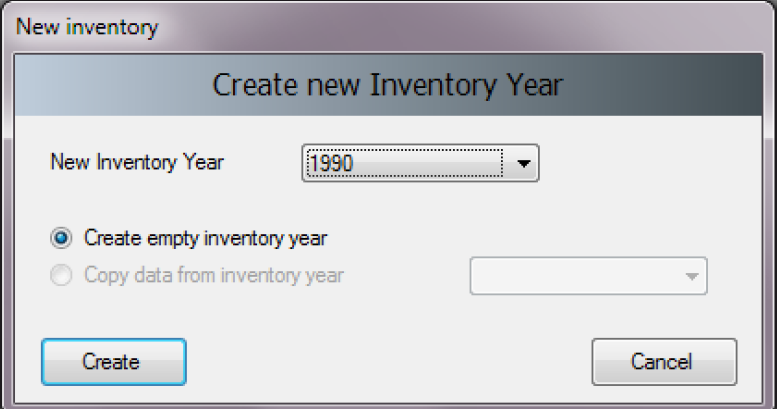 New inventory
Create new Inventory Year
New Inventory Year 1990
Create empty inventory year
Copy data from inventory year
Create Cancel